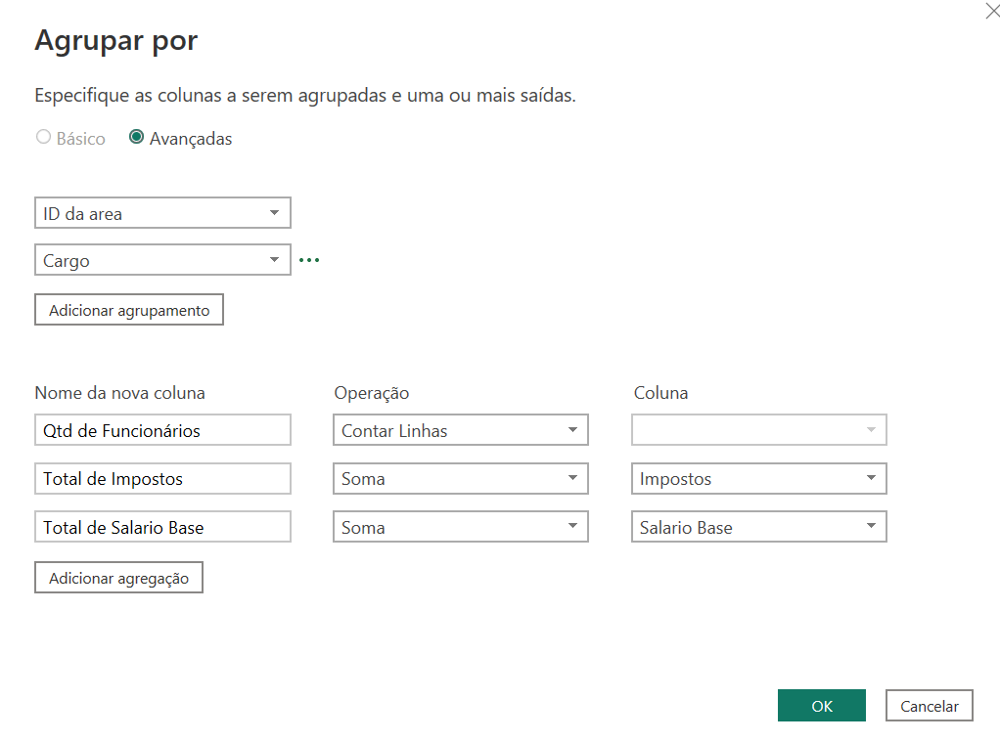 Agrupar por
Especifique as colunas a serem agrupadas e uma ou mais saídas.
Básico Avançadas
ID da area
Cargo
Adicionar agrupamento
Nome da nova coluna Operação Coluna
Qtd de Funcionários Contar Linhas
Total de Impostos Soma Impostos
Total de Salario Base Soma Salario Base
Adicionar agregação
OK Cancelar